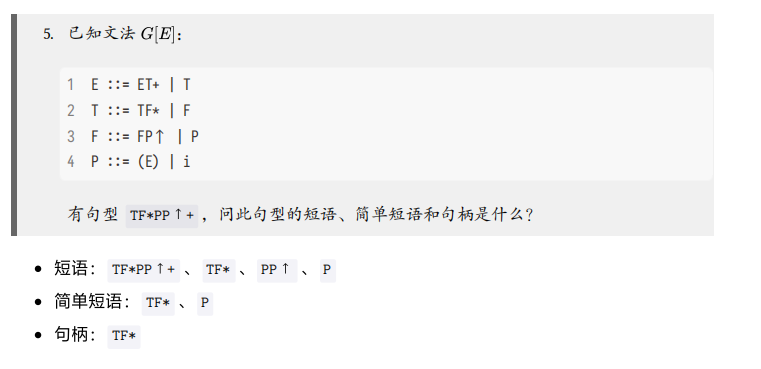 5. 已知文法 G[E]：
1 E ::= ET+ | T
2 T ::= TF* | F
3 F ::= FP↑ | P
4 P ::= (E) | i
有句型 TF*PP↑+ ，问此句型的短语、简单短语和句柄是什么？
• 短语： TF*PP↑+ 、 TF* 、 PP↑ 、 P
• 简单短语： TF* 、 P
• 句柄： TF*